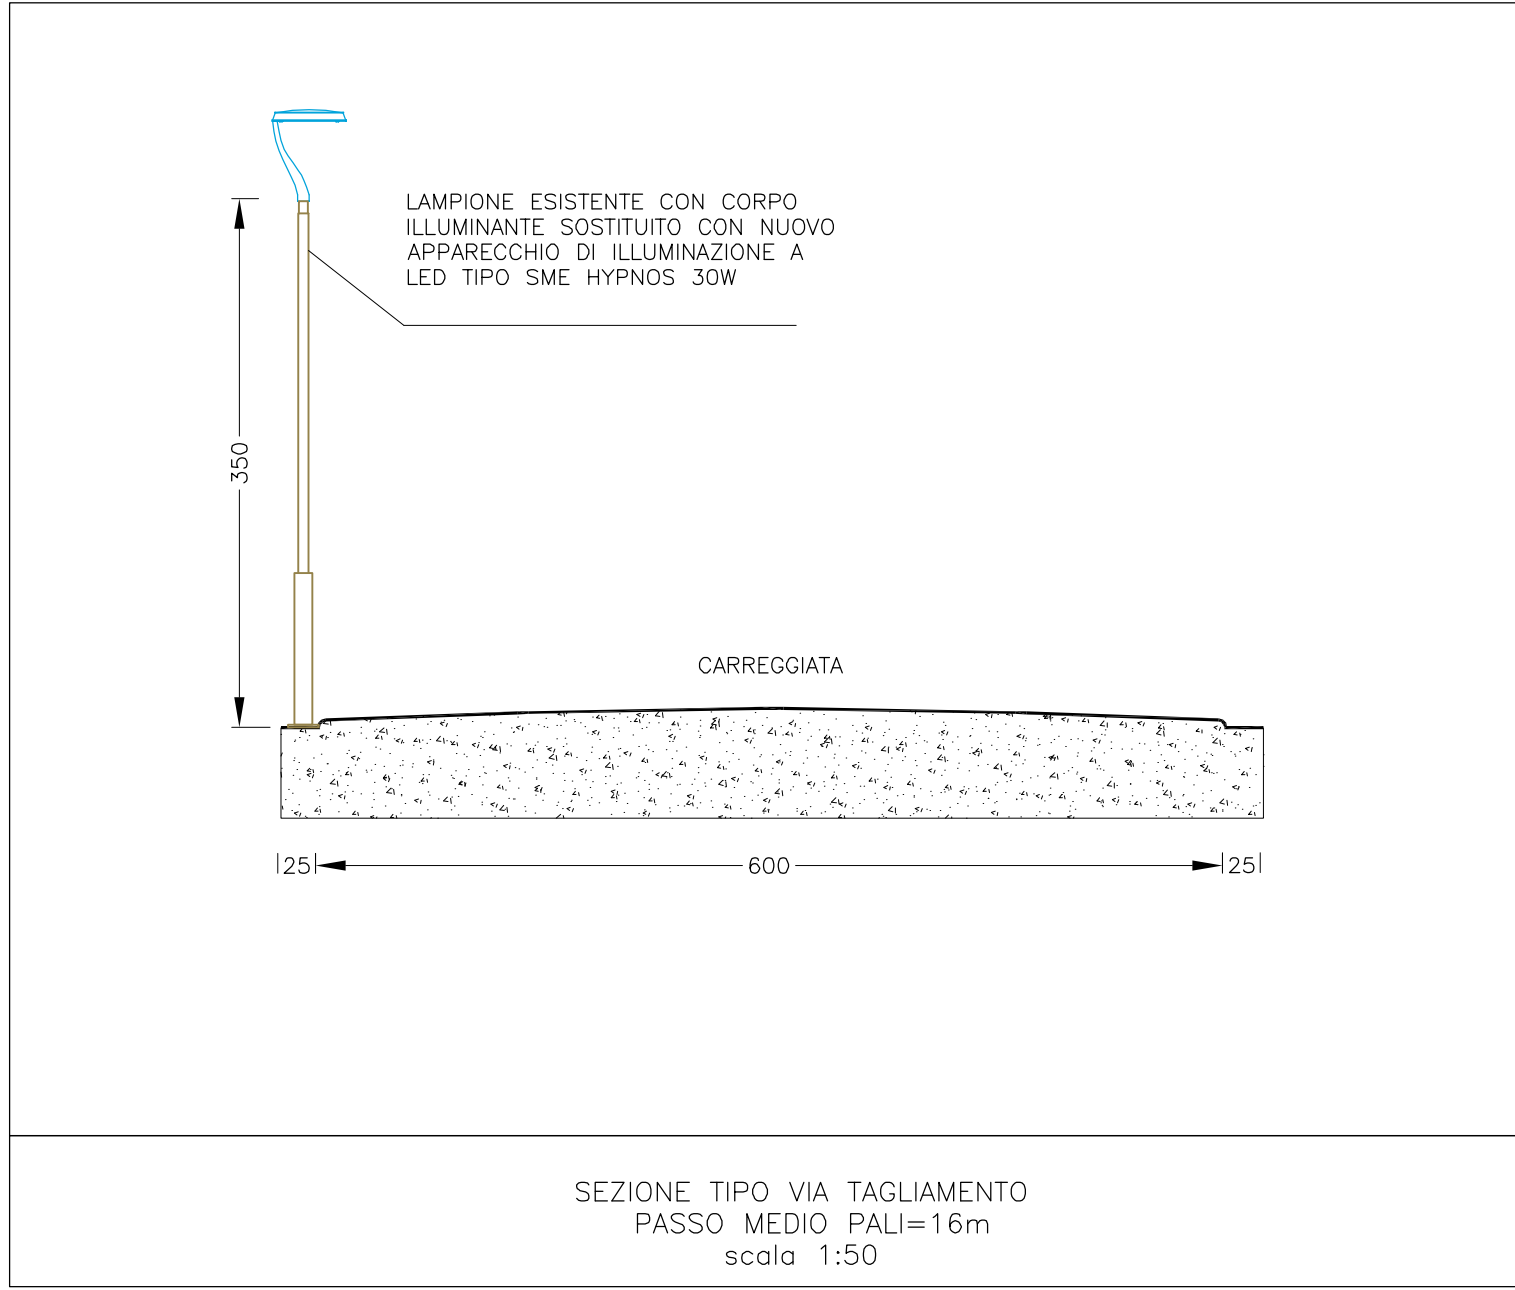 LAMPIONE ESISTENTE CON CORPO
ILLUMINANTE SOSTITUITO CON NUOVO
APPARECCHIO DI ILLUMINAZIONE A
LED TIPO SME HYPNOS 30W
350
CARREGGIATA
25
600
25
SEZIONE TIPO VIA TAGLIAMENTO
PASSO MEDIO PALI=16m
scala 1:50